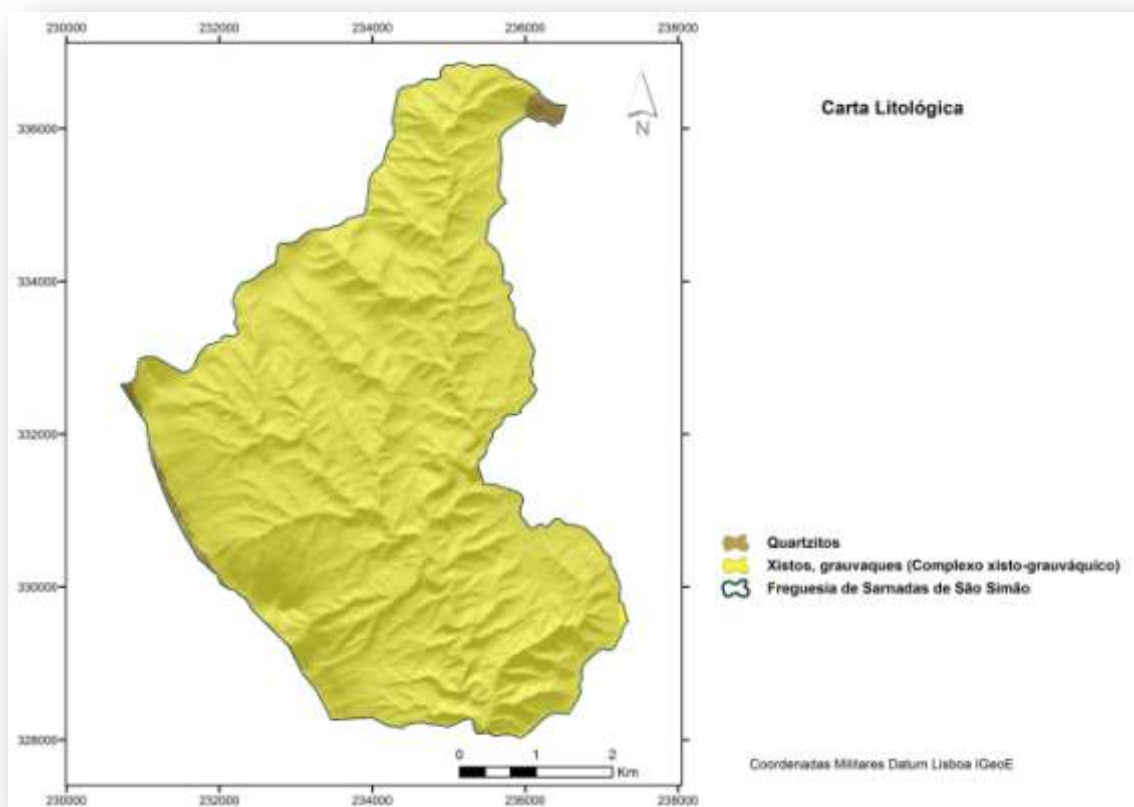 230000 232000 234000 236000 238000
Carta Litológica
N
336000
334000
332000
330000
328000
Quartzitos
Xistos, grauvaques (Complexo xisto-grauváquico)
Freguesia de Sarnadas de São Simão
0 1 2
Km
Coordenadas Militares Datum Lisboa IGeoE
230000 232000 234000 236000 238000